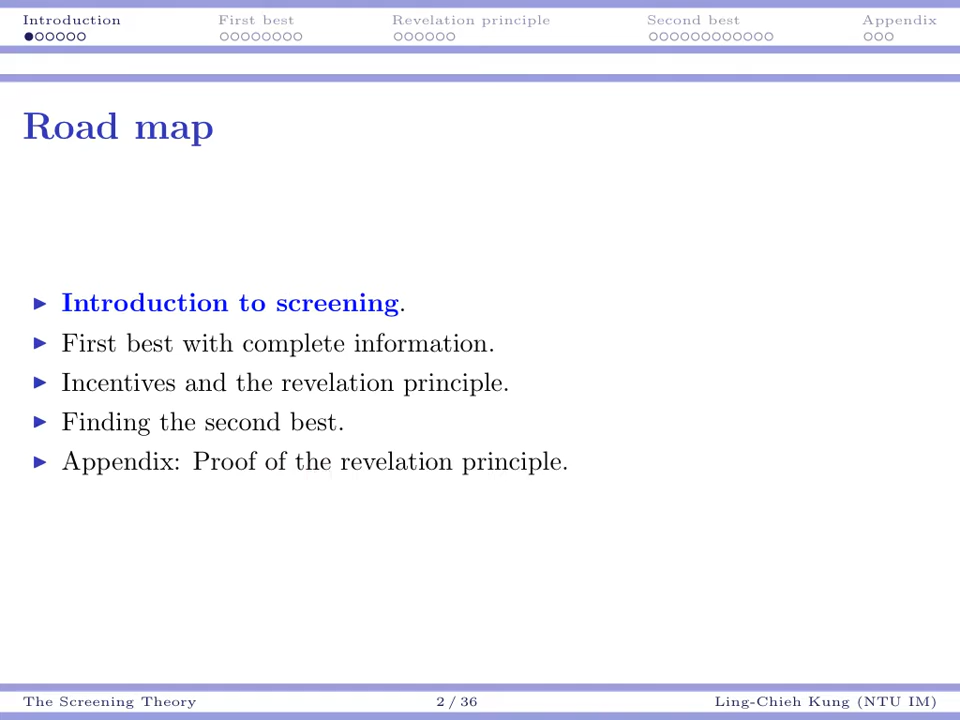 Introduction First best Revelation principle Second best Appendix
Road map
Introduction to screening.
First best with complete information.
Incentives and the revelation principle.
Finding the second best.
Appendix: Proof of the revelation principle.
The Screening Theory 2 / 36 Ling-Chieh Kung (NTU IM)